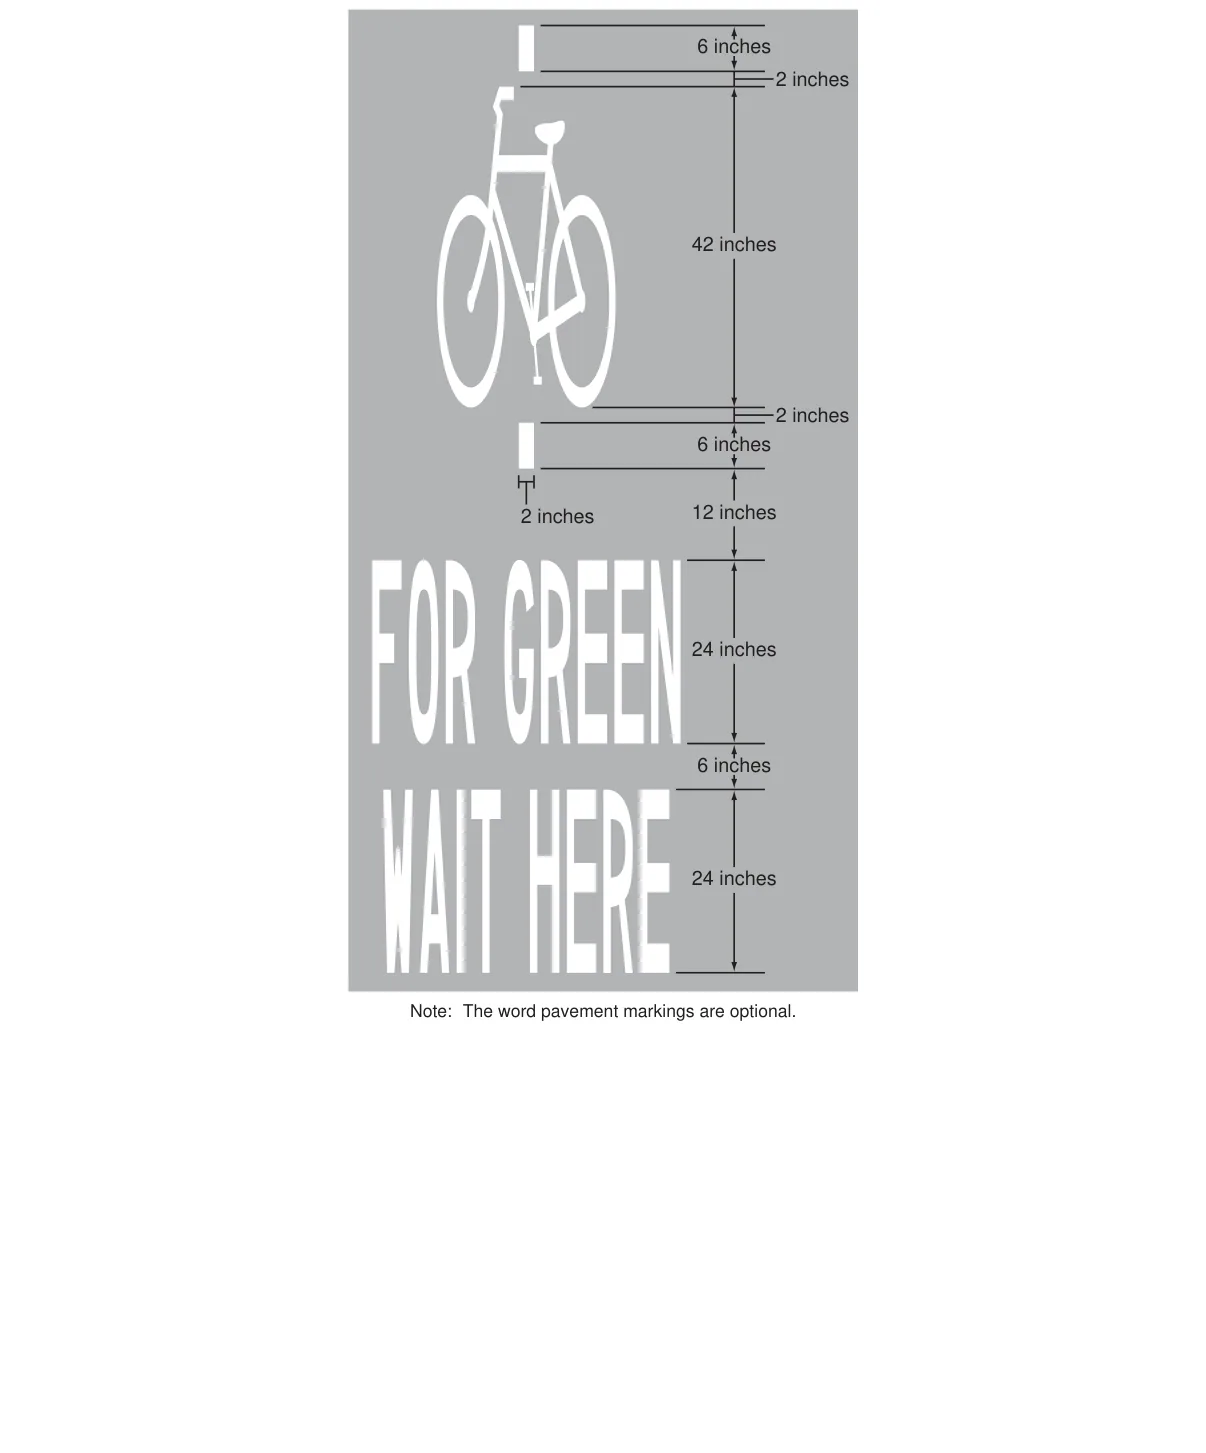 6 inches
2 inches
42 inches
2 inches
6 inches
2 inches
12 inches
FOR GREEN
24 inches
6 inches
WAIT HERE
24 inches
Note: The word pavement markings are optional.